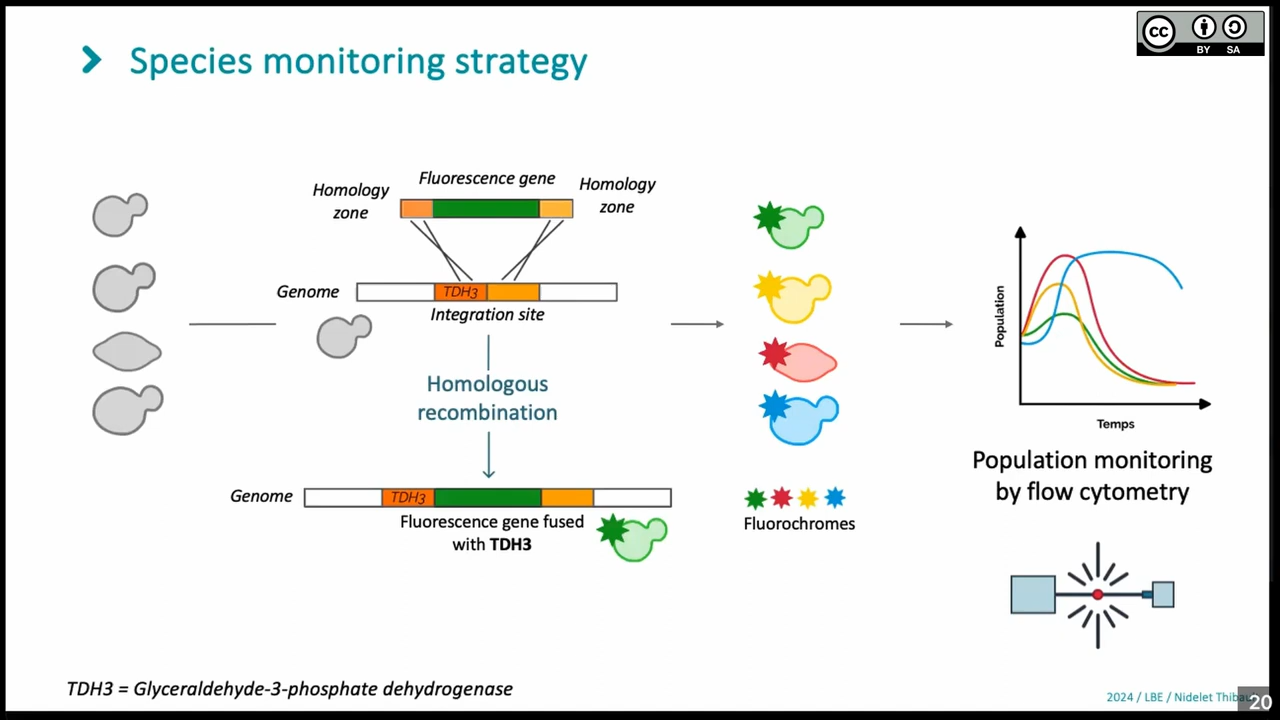 Species monitoring strategy
CC
BY SA
Fluorescence gene
Homology
zone
Homology
zone
TDH3
Genome
Integration site
Homologous
recombination
Genome
TDH3
Fluorescence gene fused
with TDH3
Fluorochromes
Population
Temps
Population monitoring
by flow cytometry
TDH3 = Glyceraldehyde-3-phosphate dehydrogenase
2024 / LBE / Nidelet
20